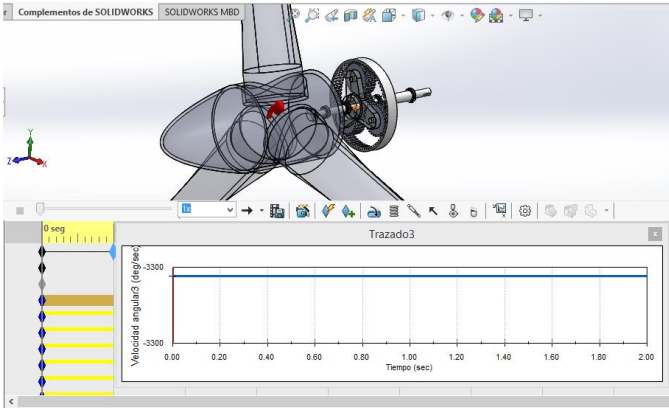 r Complementos de SOLIDWORKS SOLIDWORKS MBD
Y
Z X
1x
0 seg
Trazado3 x
Velocidad angular3 (deg/sec)
-3300
-3300
0.00 0.20 0.40 0.60 0.80 1.00 1.20 1.40 1.60 1.80 2.00
Tiempo (sec)